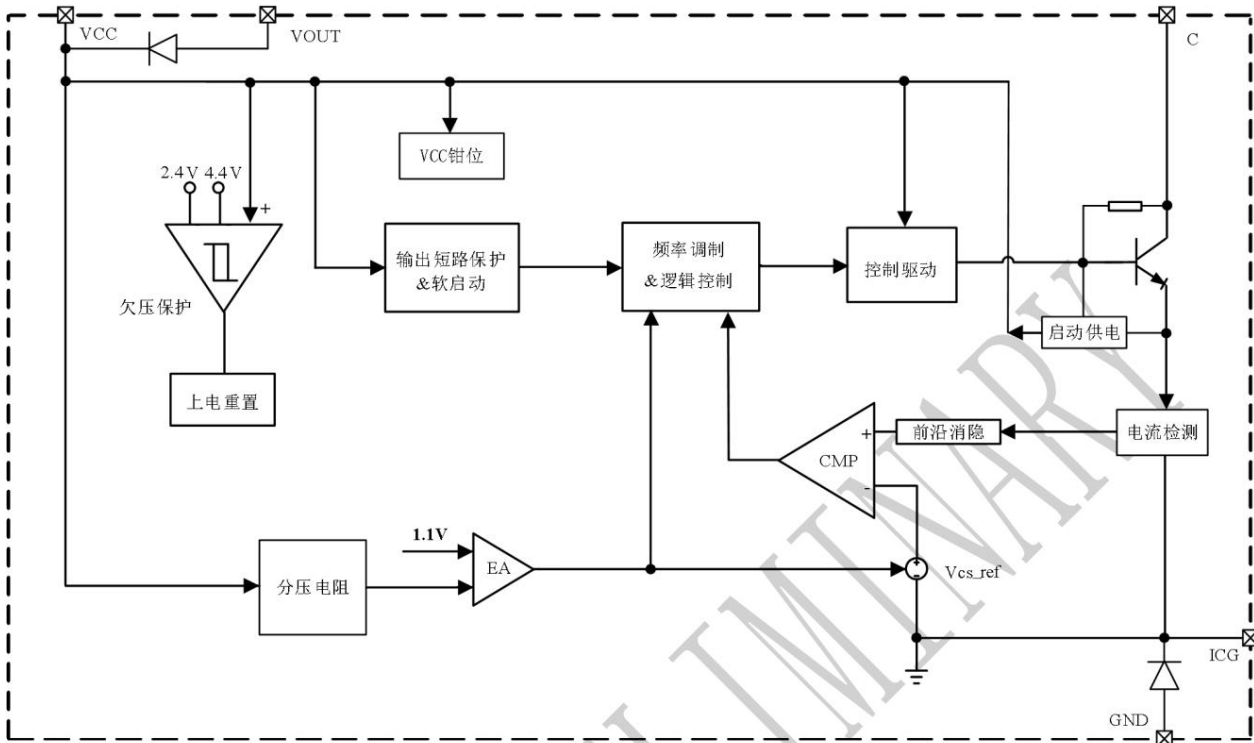 VCC
VOUT
C
VCC钳位
2.4V 4.4V
+
欠压保护
上电重置
输出短路保护
&软启动
频率调制
&逻辑控制
控制驱动
启动供电
电流检测
前沿消隐
+
CMP
-
1.1V
分压电阻
EA
+
-
Vcs_ref
ICG
GND